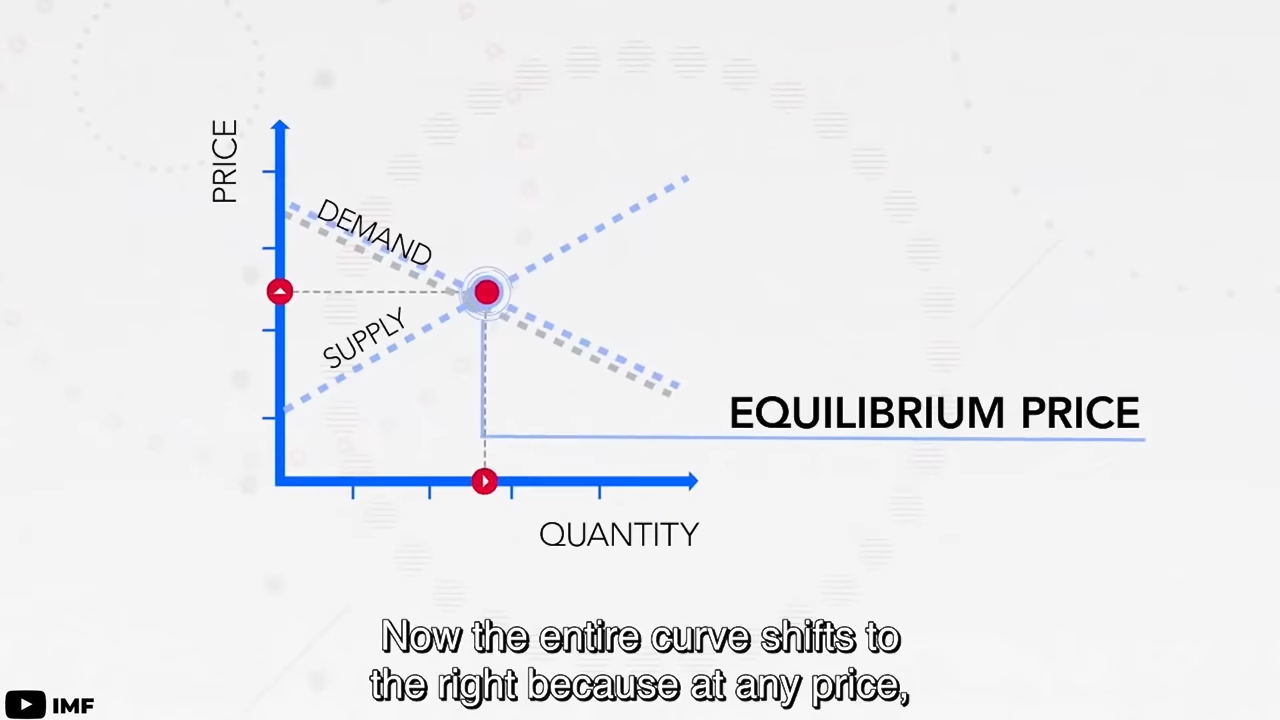 PRICE
DEMAND
SUPPLY
EQUILIBRIUM PRICE
QUANTITY
Now the entire curve shifts to
the right because at any price,
IMF